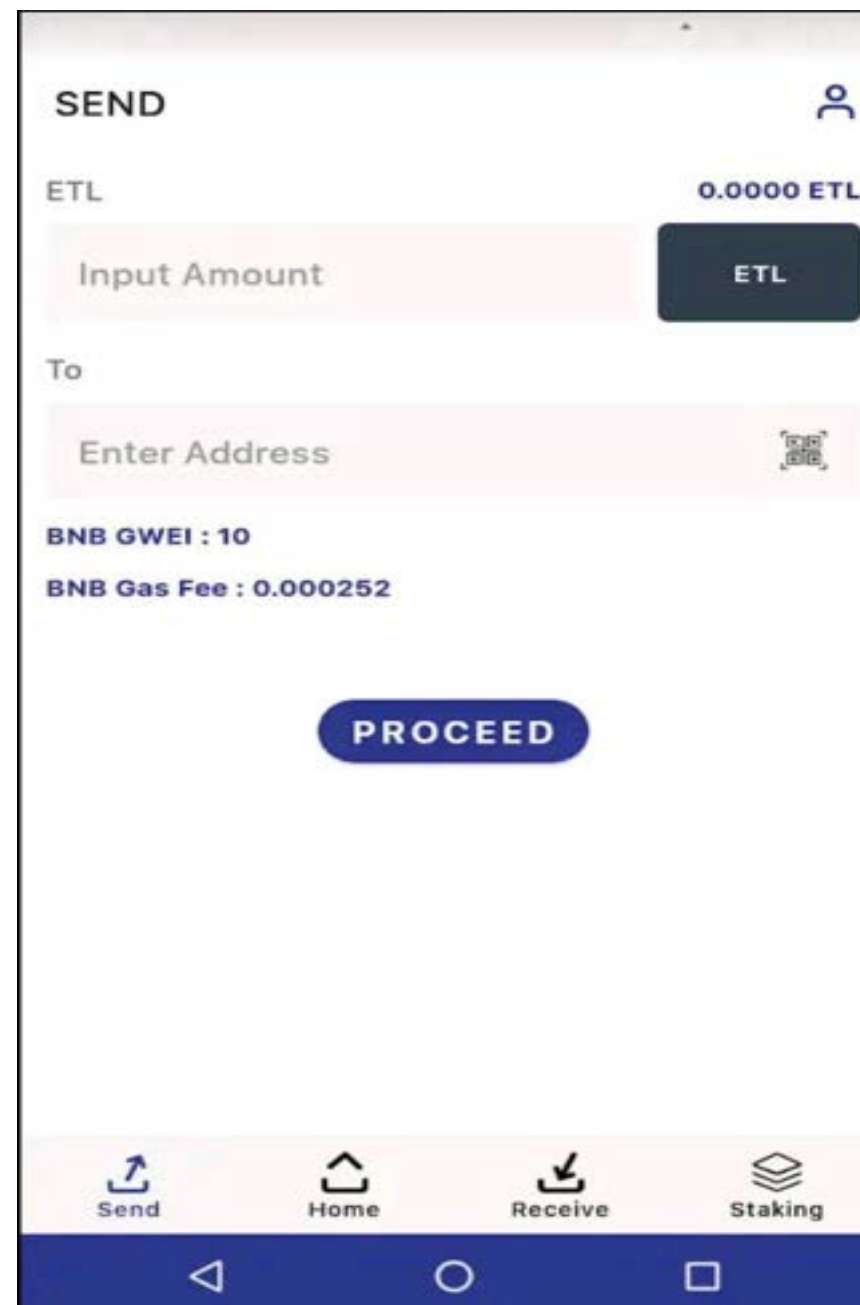 SEND
ETL 0.0000 ETL
Input Amount ETL
To
Enter Address
BNB GWEI : 10
BNB Gas Fee : 0.000252
PROCEED
Send Home Receive Staking